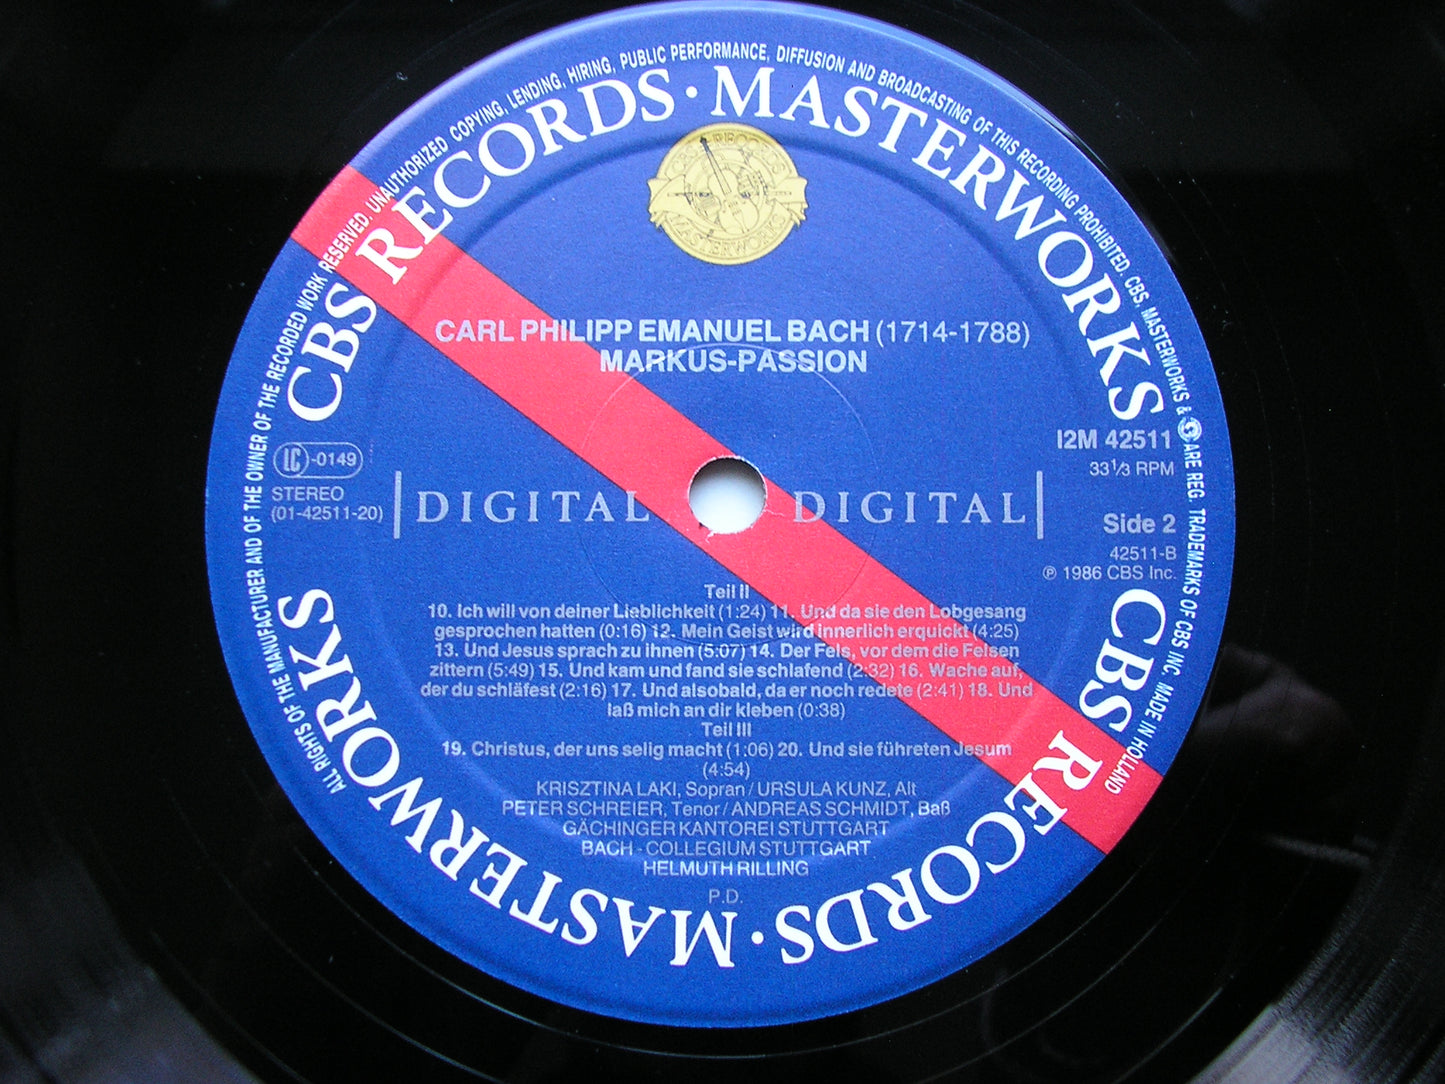 ALL RIGHTS OF THE MANUFACTURER AND OF THE OWNER OF THE RECORDED WORK RESERVED. UNAUTHORIZED COPYING, LENDING, HIRING, PUBLIC PERFORMANCE, DIFFUSION AND BROADCASTING OF THIS RECORDING PROHIBITED. CBS, MASTERWORKS & ARE REG. TRADEMARKS OF CBS INC. MADE IN HOLLAND
CBS RECORDS · MASTERWORKS
CBS RECORDS · MASTERWORKS
RECORDS
MASTERWORKS
CARL PHILIPP EMANUEL BACH (1714-1788)
MARKUS-PASSION
I2M 42511
33⅓ RPM
LC-0149
STEREO
(01-42511-20)
DIGITAL DIGITAL
Side 2
42511-B
℗ 1986 CBS Inc.
Teil II
10. Ich will von deiner Lieblichkeit (1:24) 11. Und da sie den Lobgesang
gesprochen hatten (0:16) 12. Mein Geist wird innerlich erquickt (4:25)
13. Und Jesus sprach zu ihnen (5:07) 14. Der Fels, vor dem die Felsen
zittern (5:49) 15. Und kam und fand sie schlafend (2:32) 16. Wache auf,
der du schläfest (2:16) 17. Und alsobald, da er noch redete (2:41) 18. Und
laß mich an dir kleben (0:38)
Teil III
19. Christus, der uns selig macht (1:06) 20. Und sie führeten Jesum
(4:54)
KRISZTINA LAKI, Sopran / URSULA KUNZ, Alt
PETER SCHREIER, Tenor / ANDREAS SCHMIDT, Baß
GÄCHINGER KANTOREI STUTTGART
BACH - COLLEGIUM STUTTGART
HELMUTH RILLING
P.D.